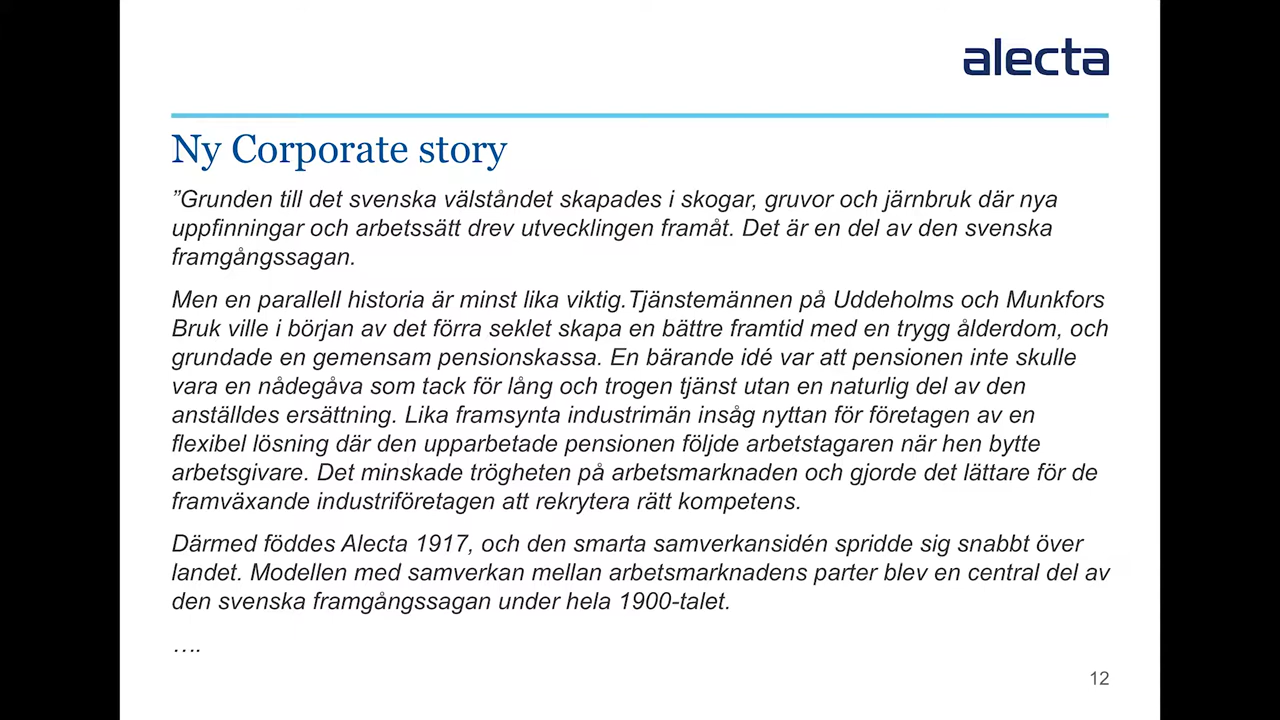 alecta
Ny Corporate story
”Grunden till det svenska välståndet skapades i skogar, gruvor och järnbruk där nya
uppfinningar och arbetssätt drev utvecklingen framåt. Det är en del av den svenska
framgångssagan.
Men en parallell historia är minst lika viktig.Tjänstemännen på Uddeholms och Munkfors
Bruk ville i början av det förra seklet skapa en bättre framtid med en trygg ålderdom, och
grundade en gemensam pensionskassa. En bärande idé var att pensionen inte skulle
vara en nådegåva som tack för lång och trogen tjänst utan en naturlig del av den
anställdes ersättning. Lika framsynta industrimän insåg nyttan för företagen av en
flexibel lösning där den upparbetade pensionen följde arbetstagaren när hen bytte
arbetsgivare. Det minskade trögheten på arbetsmarknaden och gjorde det lättare för de
framväxande industriföretagen att rekrytera rätt kompetens.
Därmed föddes Alecta 1917, och den smarta samverkansidén spridde sig snabbt över
landet. Modellen med samverkan mellan arbetsmarknadens parter blev en central del av
den svenska framgångssagan under hela 1900-talet.
….
12